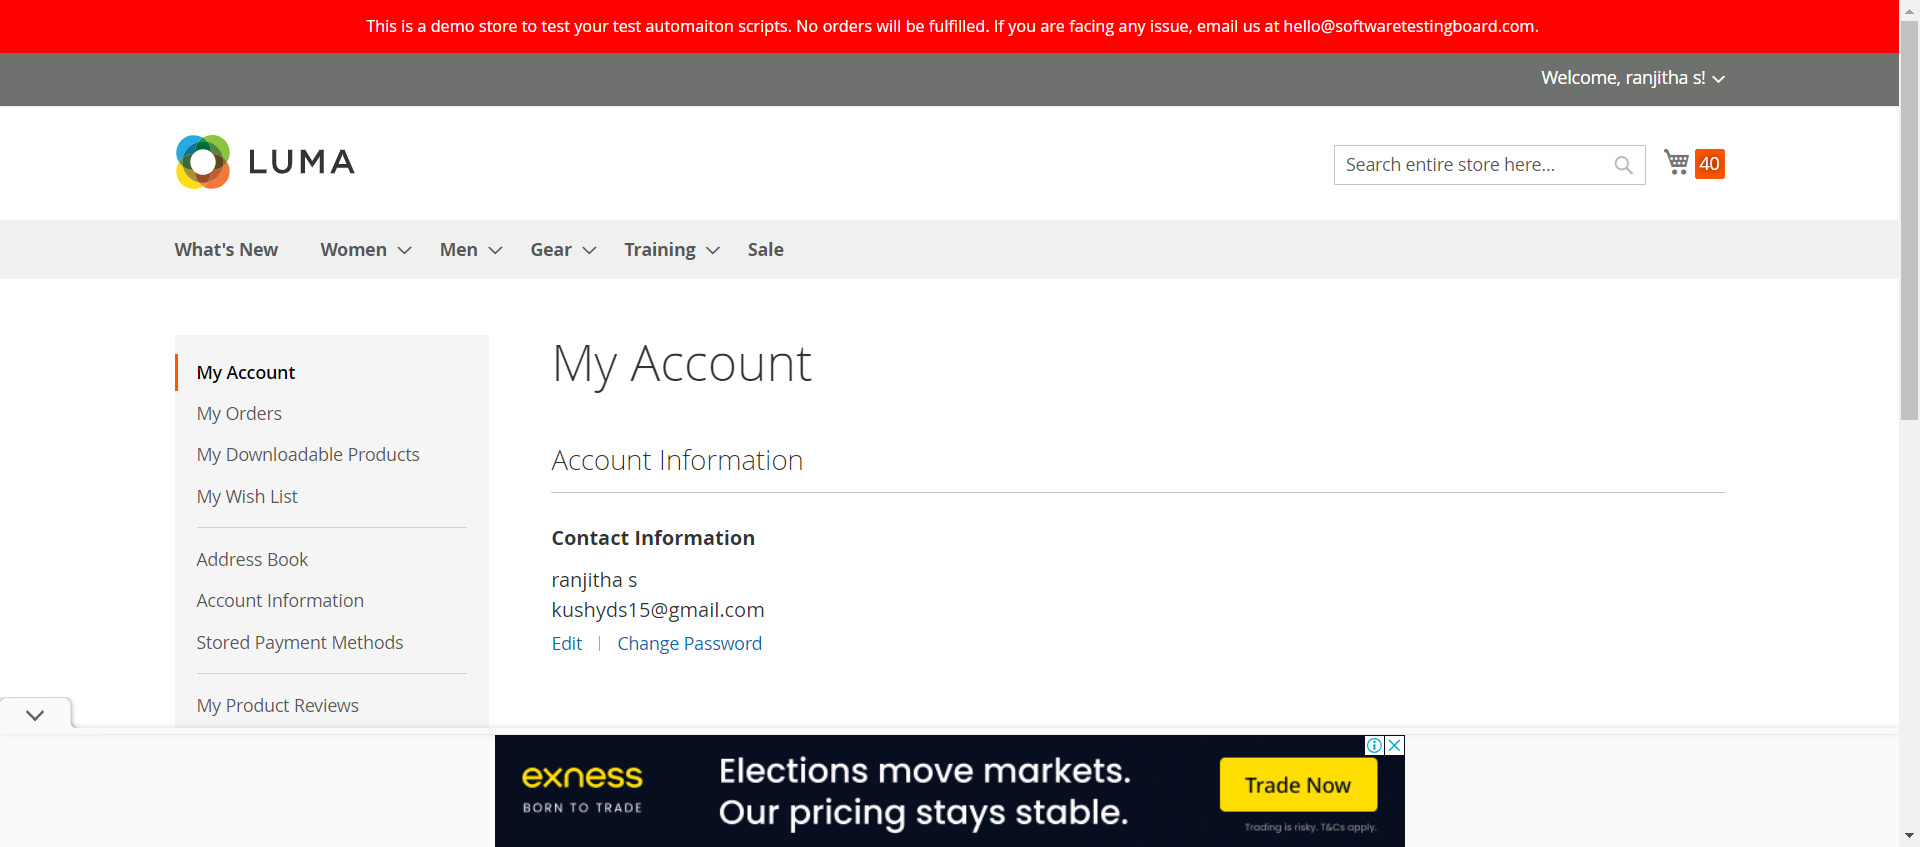 This is a demo store to test your test automaiton scripts. No orders will be fulfilled. If you are facing any issue, email us at hello@softwaretestingboard.com.
Welcome, ranjitha s!
LUMA
Search entire store here...
40
What's New Women Men Gear Training Sale
My Account
My Orders
My Downloadable Products
My Wish List
Address Book
Account Information
Stored Payment Methods
My Product Reviews
My Account
Account Information
Contact Information
ranjitha s
kushyds15@gmail.com
Edit | Change Password
exness
BORN TO TRADE
Elections move markets.
Our pricing stays stable.
Trade Now
Trading is risky. T&Cs apply.